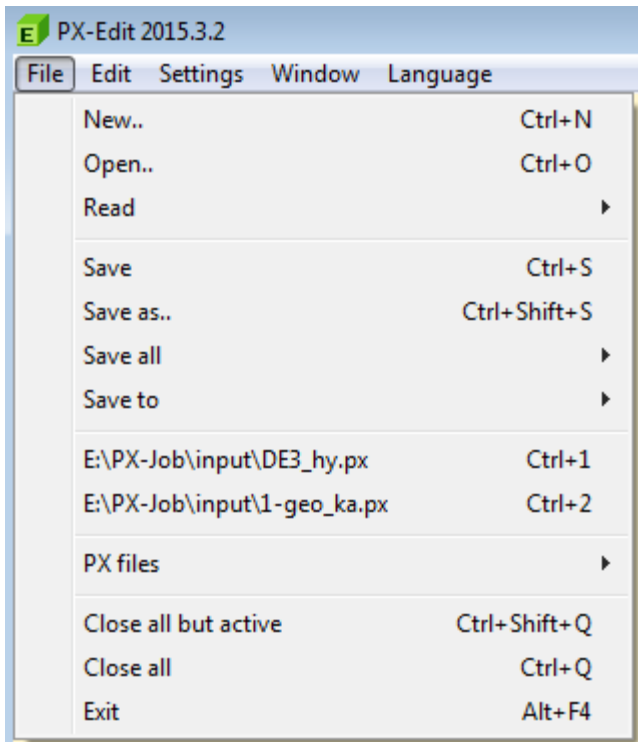 E PX-Edit 2015.3.2
File Edit Settings Window Language
New.. Ctrl+N
Open.. Ctrl+O
Read
Save Ctrl+S
Save as.. Ctrl+Shift+S
Save all
Save to
E:\PX-Job\input\DE3_hy.px Ctrl+1
E:\PX-Job\input\1-geo_ka.px Ctrl+2
PX files
Close all but active Ctrl+Shift+Q
Close all Ctrl+Q
Exit Alt+F4